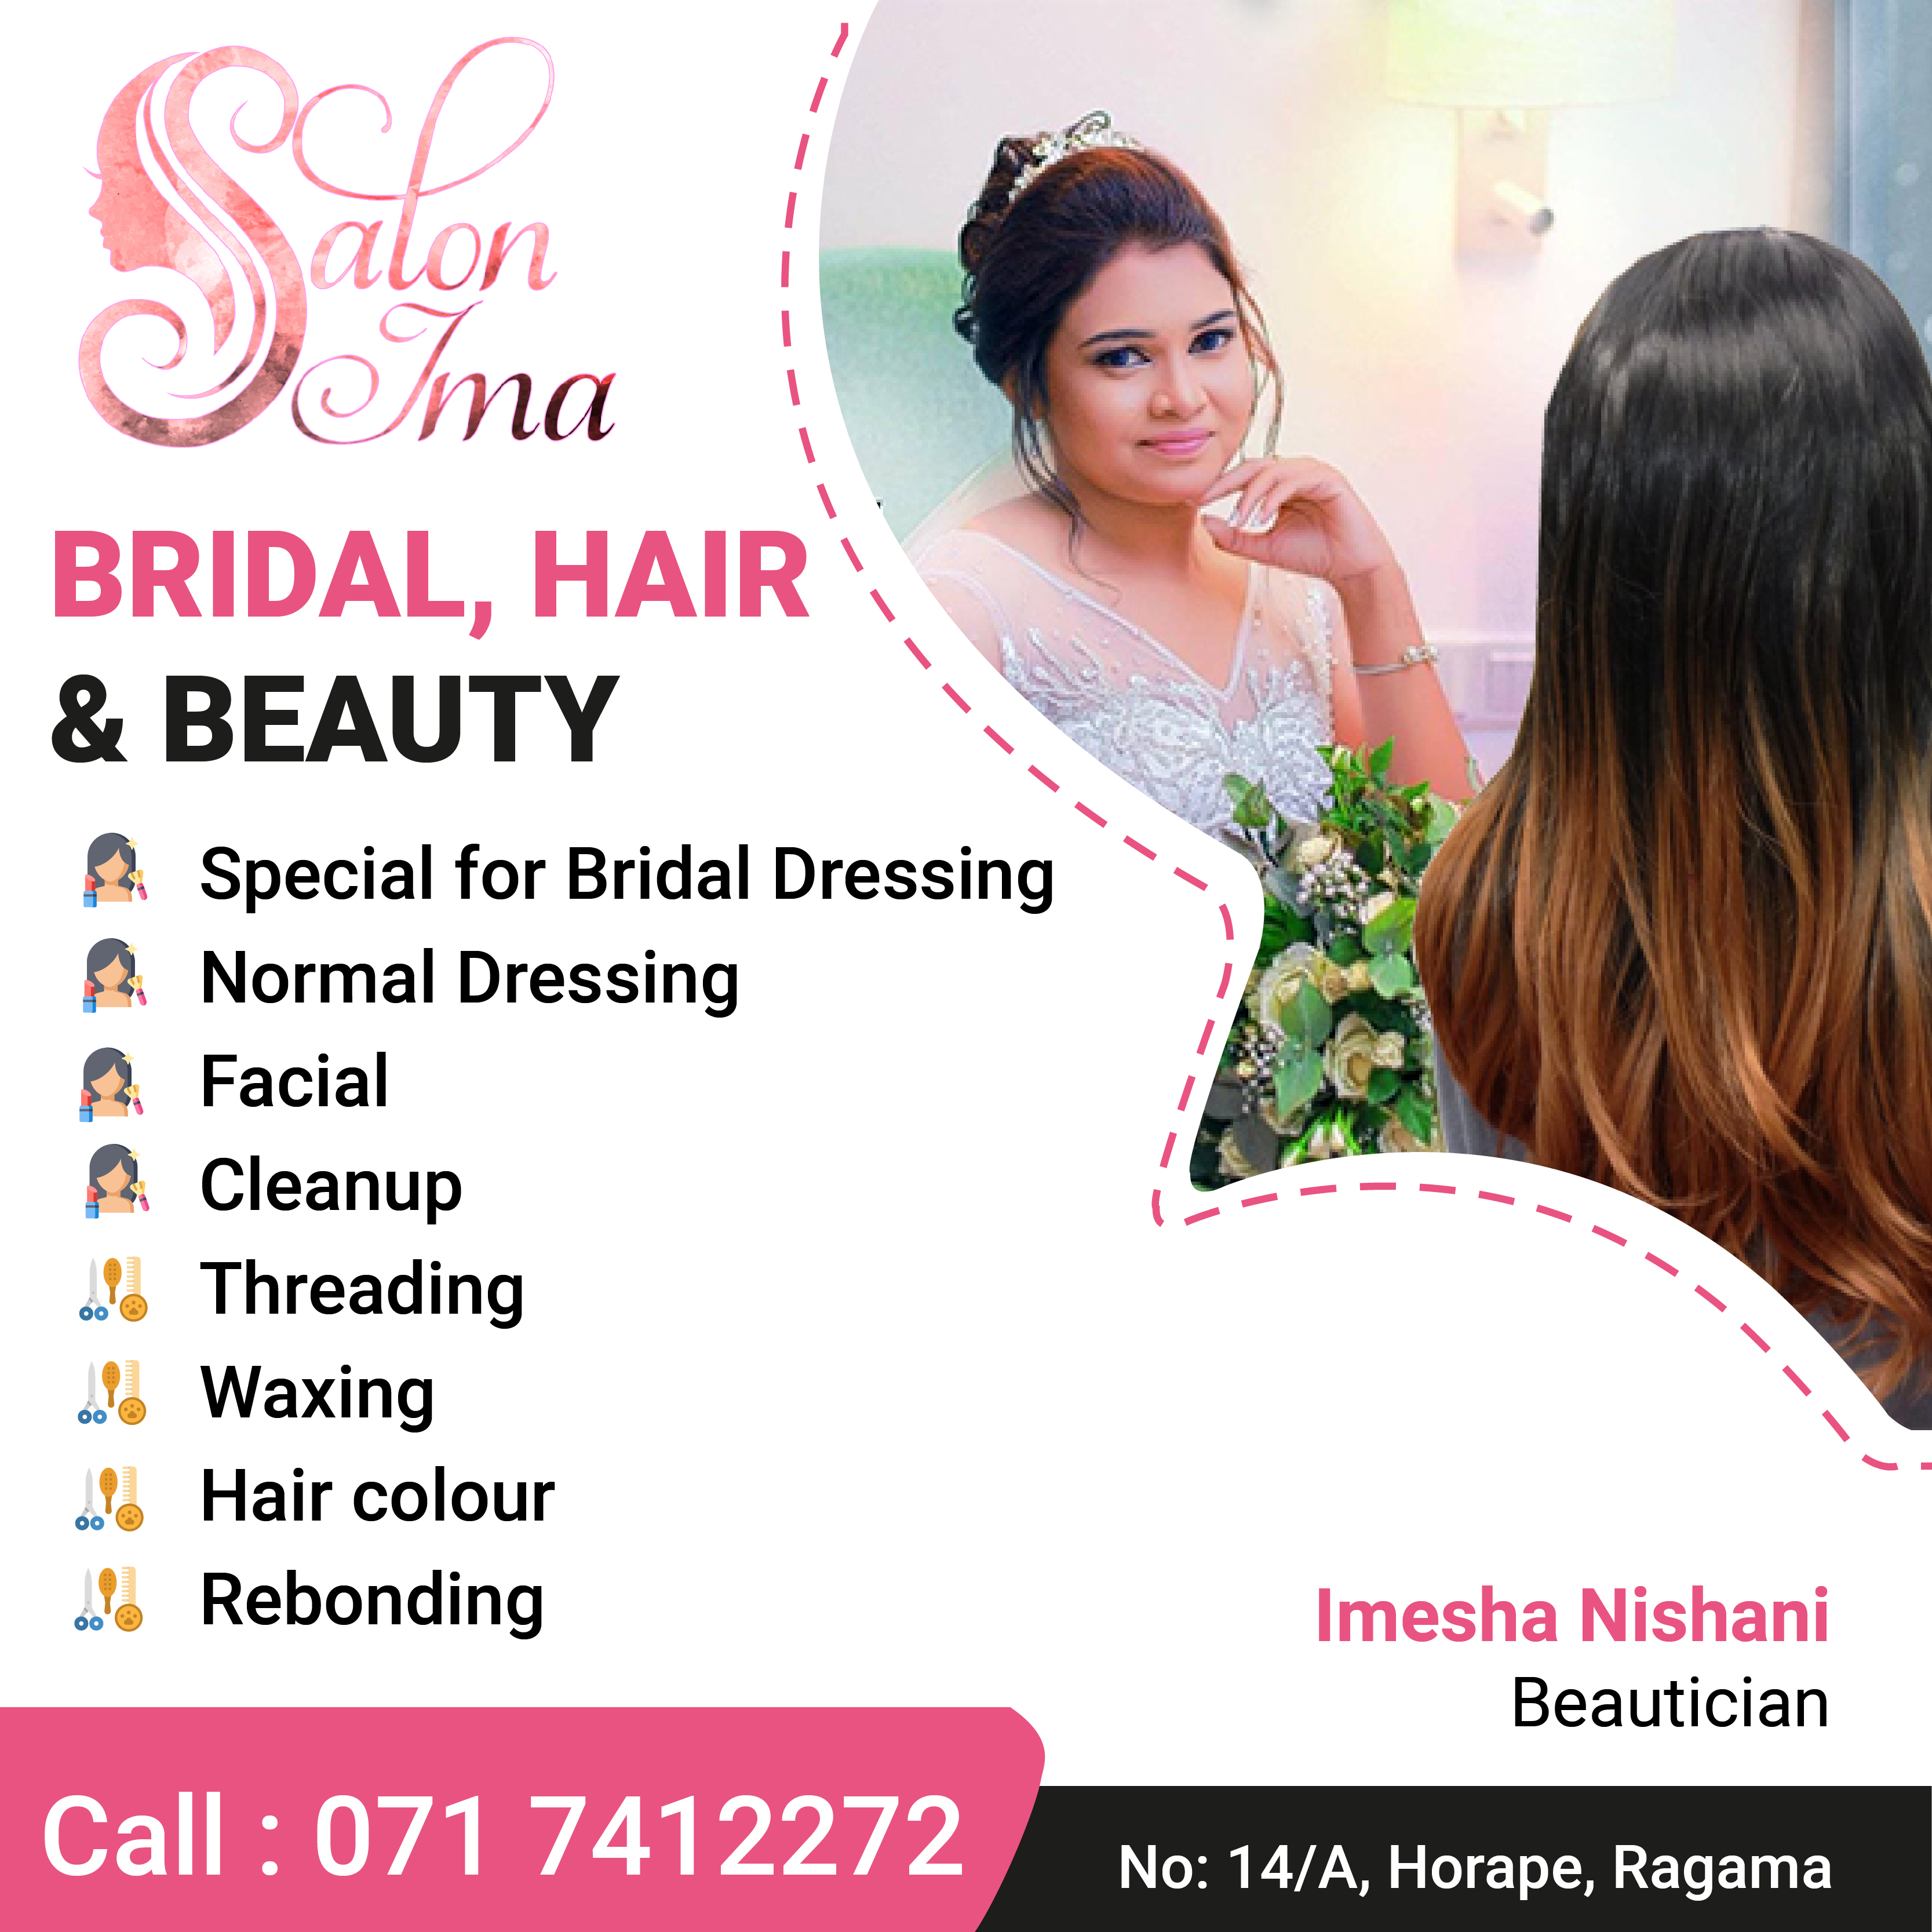 Salon
Ima
BRIDAL, HAIR
& BEAUTY
Special for Bridal Dressing
Normal Dressing
Facial
Cleanup
Threading
Waxing
Hair colour
Rebonding
Imesha Nishani
Beautician
Call : 071 7412272
No: 14/A, Horape, Ragama